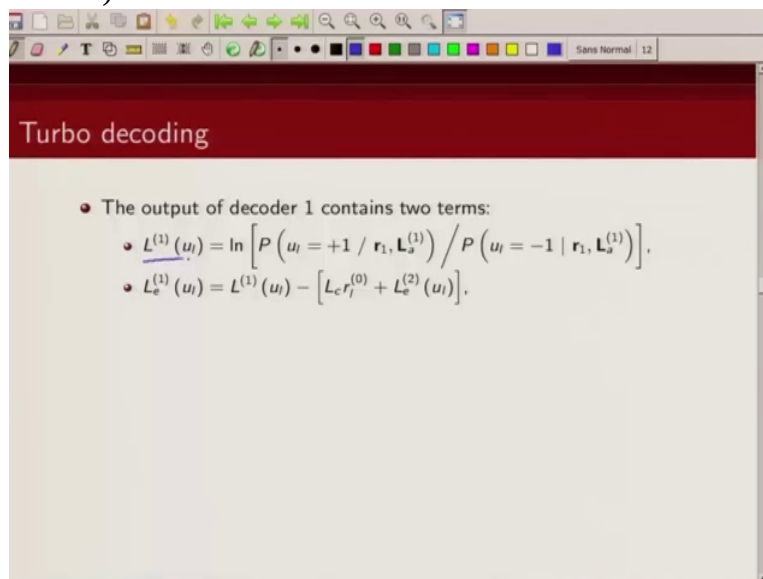 )
T
Sans Normal 12
Turbo decoding
• The output of decoder 1 contains two terms:
• L^{(1)}(u_l) = ln [ P ( u_l = +1 / r_1, L_a^{(1)} ) / P ( u_l = −1 | r_1, L_a^{(1)} ) ],
• L_e^{(1)}(u_l) = L^{(1)}(u_l) − [ L_c r_l^{(0)} + L_e^{(2)}(u_l) ],